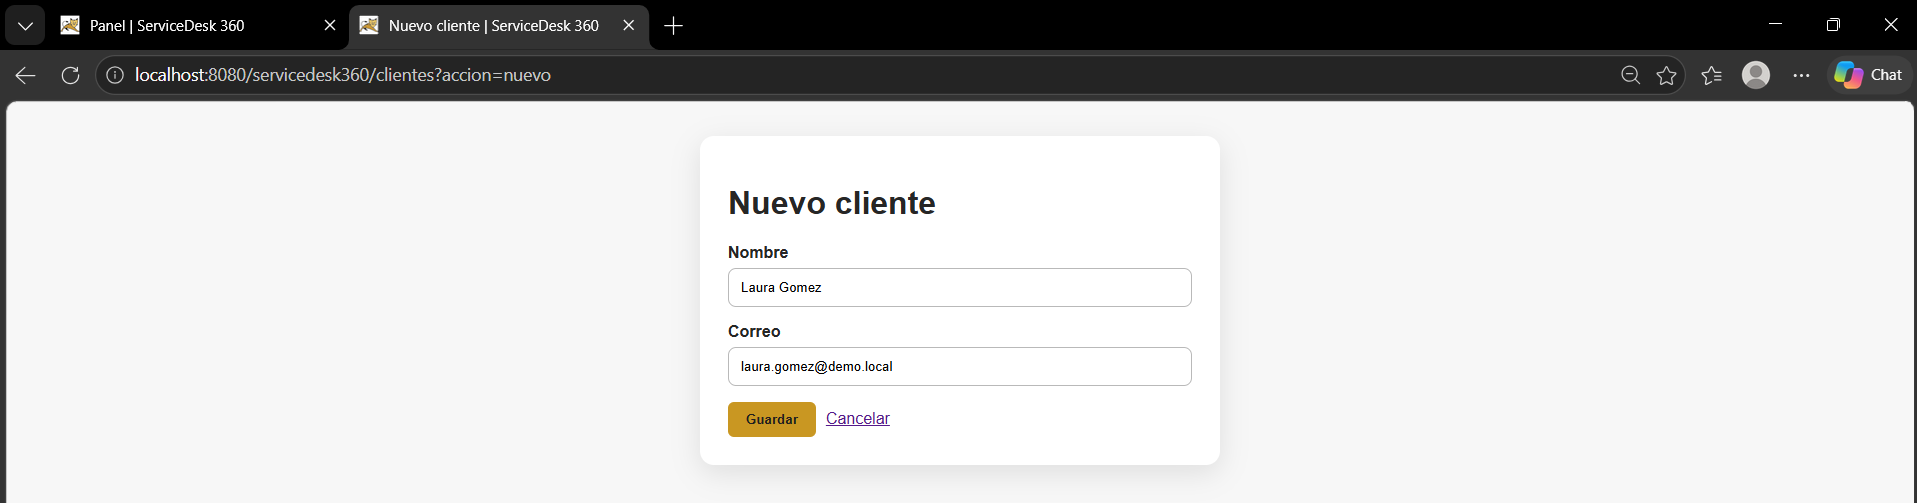 Panel | ServiceDesk 360
Nuevo cliente | ServiceDesk 360
localhost:8080/servicedesk360/clientes?accion=nuevo
Chat
Nuevo cliente
Nombre
Laura Gomez
Correo
laura.gomez@demo.local
Guardar Cancelar